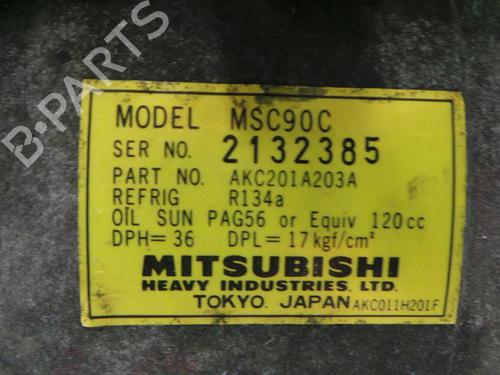 MODEL MSC90C
SER NO. 2132385
PART NO. AKC201A203A
REFRIG R134a
OIL SUN PAG56 or Equiv 120cc
DPH=36 DPL=17kgf/cm²
MITSUBISHI
HEAVY INDUSTRIES, LTD.
TOKYO. JAPAN AKC011H201F
B-PARTS